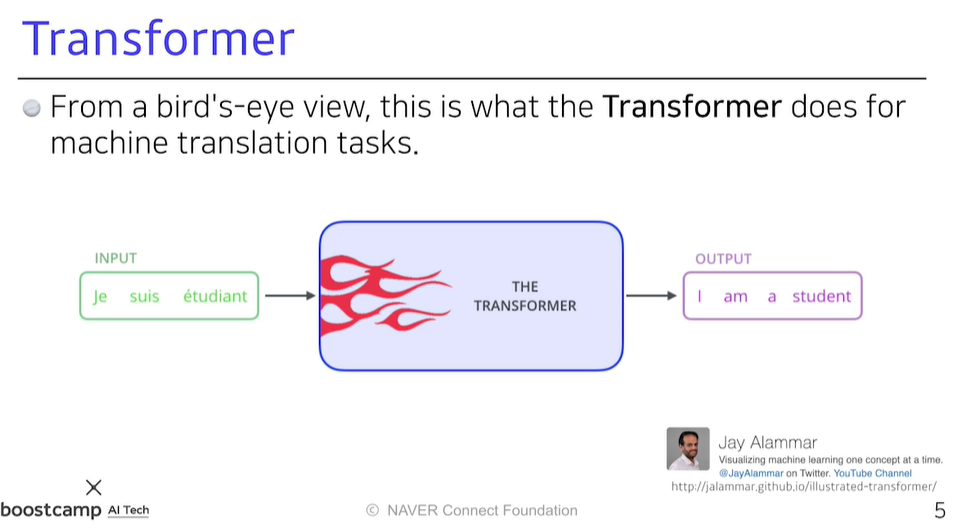 Transformer
From a bird's-eye view, this is what the Transformer does for
machine translation tasks.
INPUT
Je suis étudiant
THE
TRANSFORMER
OUTPUT
I am a student
Jay Alammar
Visualizing machine learning one concept at a time.
@JayAlammar on Twitter. YouTube Channel
http://jalammar.github.io/illustrated-transformer/
boostcamp AI Tech
© NAVER Connect Foundation
5